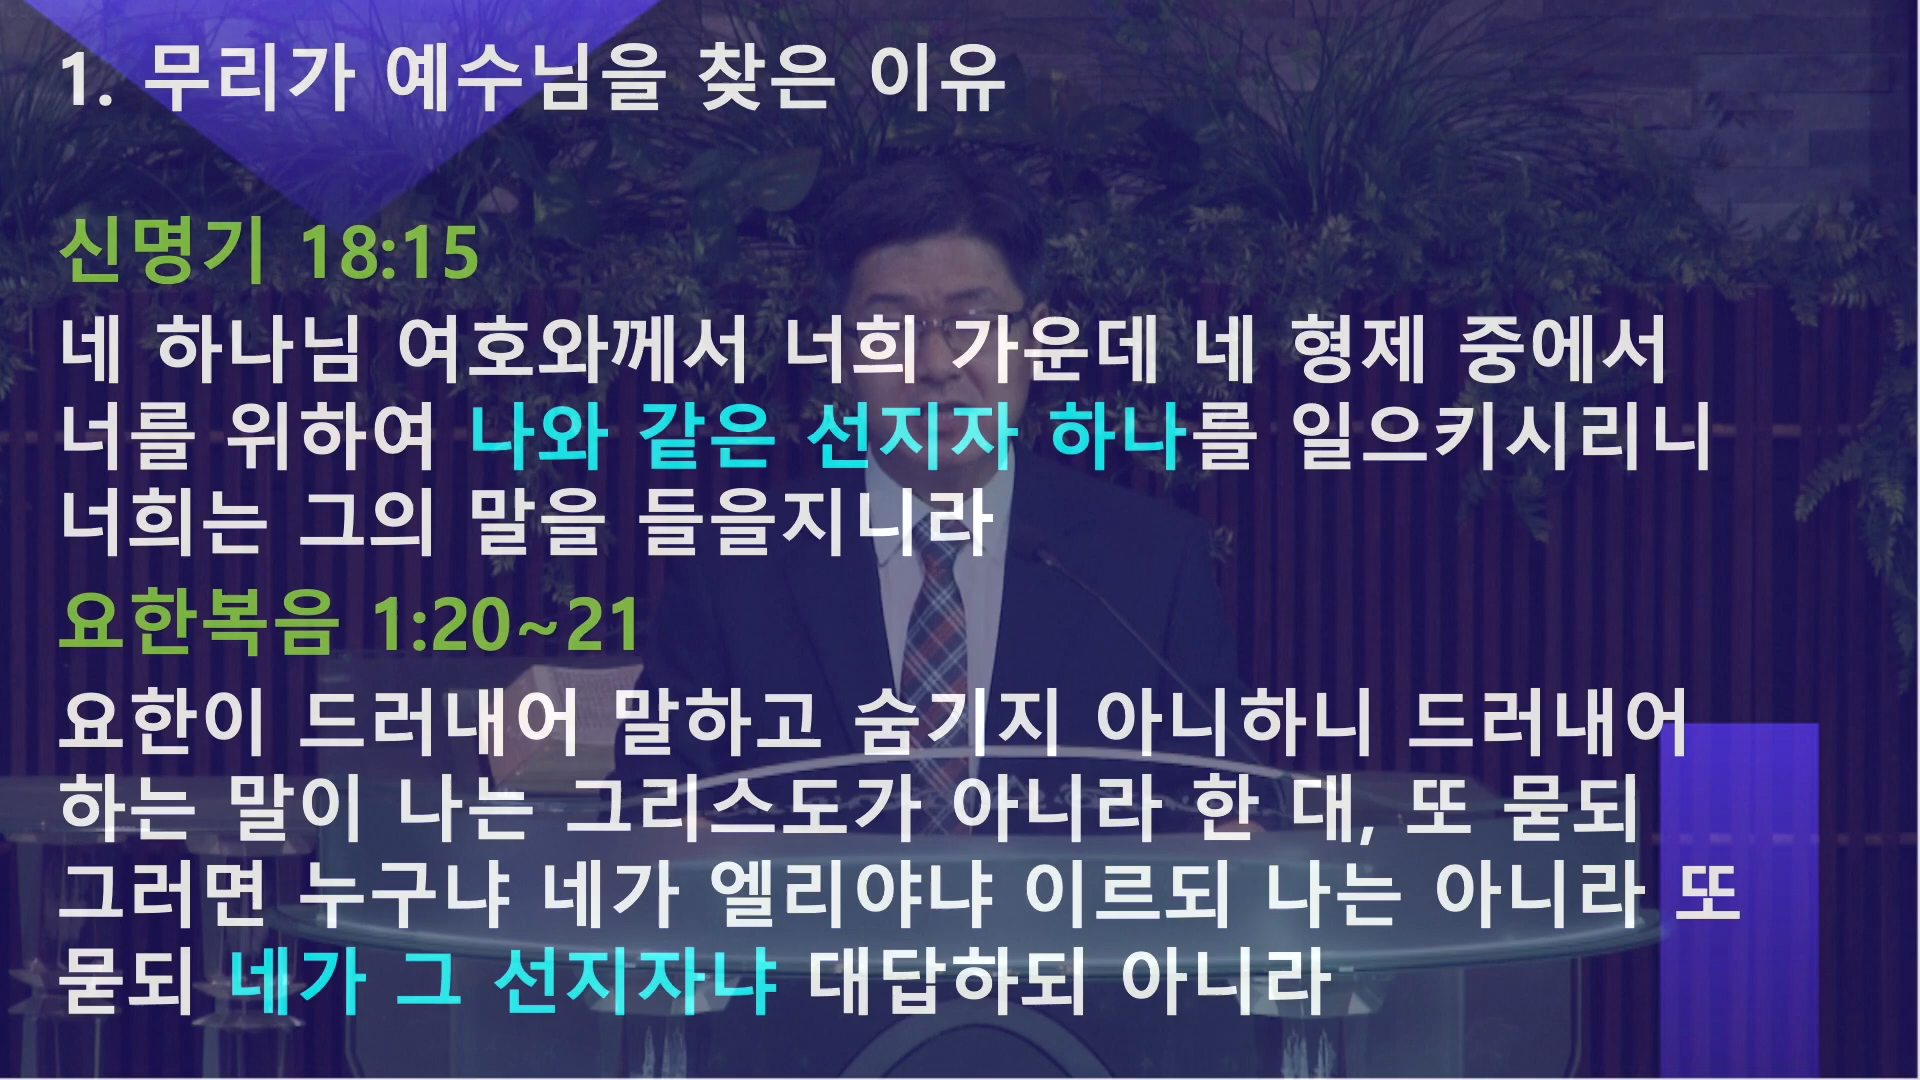 1. 무리가 예수님을 찾은 이유
신명기 18:15
네 하나님 여호와께서 너희 가운데 네 형제 중에서
너를 위하여 나와 같은 선지자 하나를 일으키시리니
너희는 그의 말을 들을지니라
요한복음 1:20~21
요한이 드러내어 말하고 숨기지 아니하니 드러내어
하는 말이 나는 그리스도가 아니라 한 대, 또 묻되
그러면 누구냐 네가 엘리야냐 이르되 나는 아니라 또
묻되 네가 그 선지자냐 대답하되 아니라